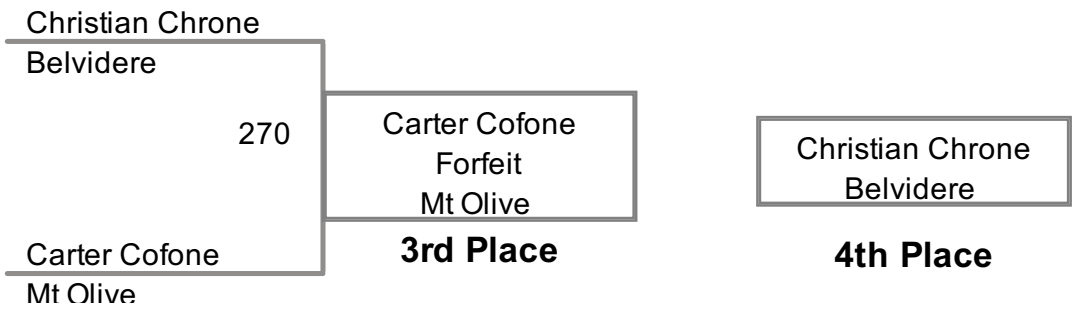 Christian Chrone
Belvidere
270
Carter Cofone
Mt Olive
Carter Cofone
Forfeit
Mt Olive
3rd Place
Christian Chrone
Belvidere
4th Place